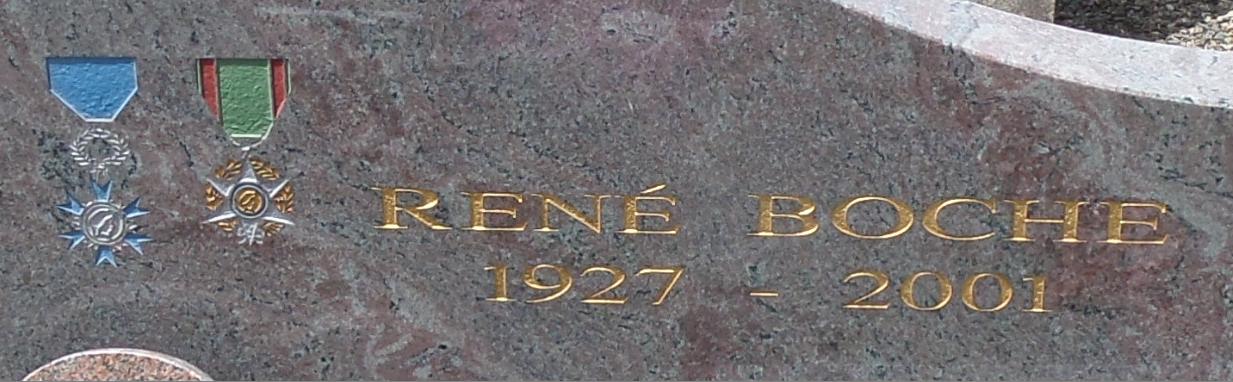 RENÉ BOCHE
1927 - 2001